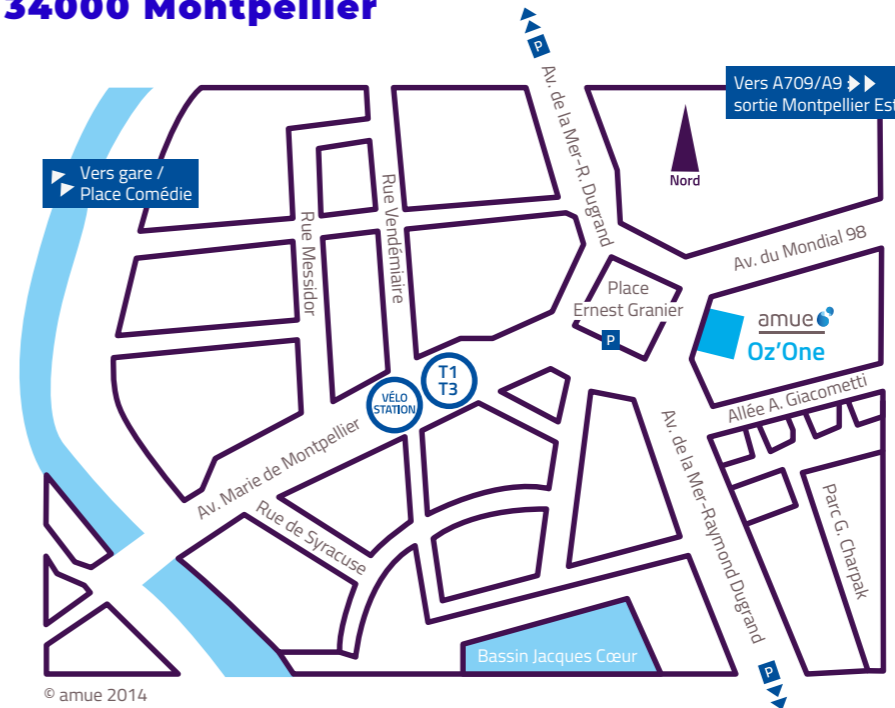 34000 Montpellier
P
Av. de la Mer-R. Dugrand
Vers A709/A9
sortie Montpellier Est
Nord
Vers gare /
Place Comédie
Rue Messidor
Rue Vendémiaire
Av. du Mondial 98
Place
Ernest Granier
P
amue
Oz'One
T1
T3
VÉLO
STATION
Allée A. Giacometti
Av. Marie de Montpellier
Rue de Syracuse
Av. de la Mer-Raymond Dugrand
Parc G. Charpak
Bassin Jacques Cœur
P
© amue 2014